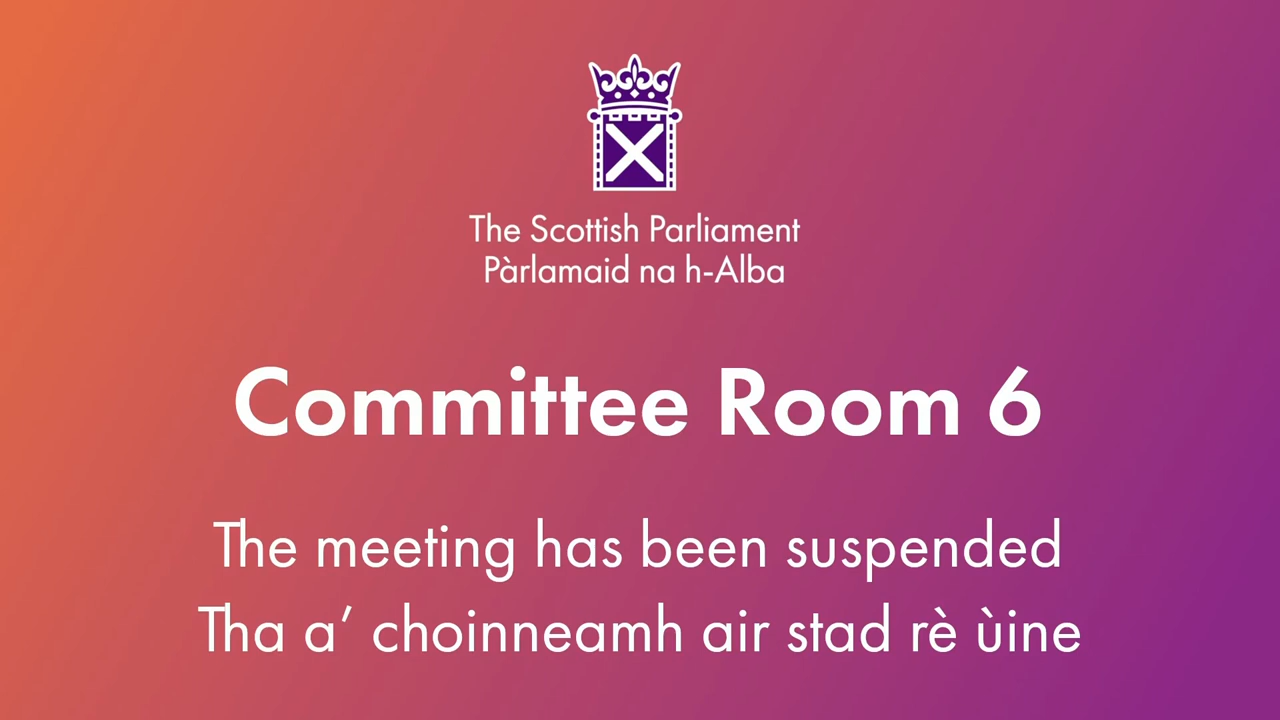 The Scottish Parliament
Pàrlamaid na h-Alba
Committee Room 6
The meeting has been suspended
Tha a’ choinneamh air stad rè ùine